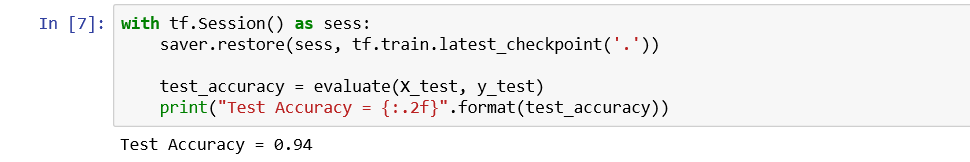 In [7]: with tf.Session() as sess:
    saver.restore(sess, tf.train.latest_checkpoint('.'))

    test_accuracy = evaluate(X_test, y_test)
    print("Test Accuracy = {:.2f}".format(test_accuracy))
Test Accuracy = 0.94